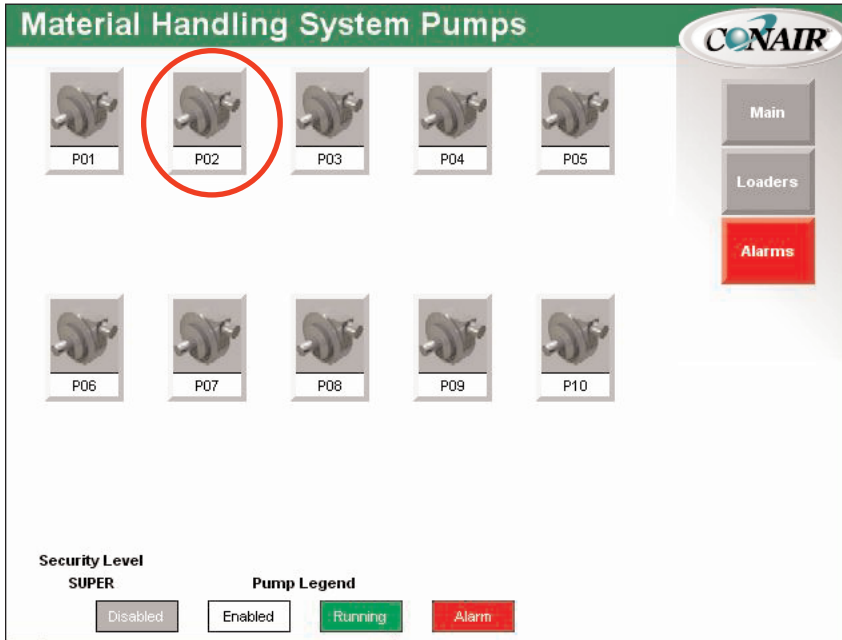 Material Handling System Pumps
CONAIR
P01 P02 P03 P04 P05
Main
Loaders
Alarms
P06 P07 P08 P09 P10
Security Level
SUPER Pump Legend
Disabled Enabled Running Alarm